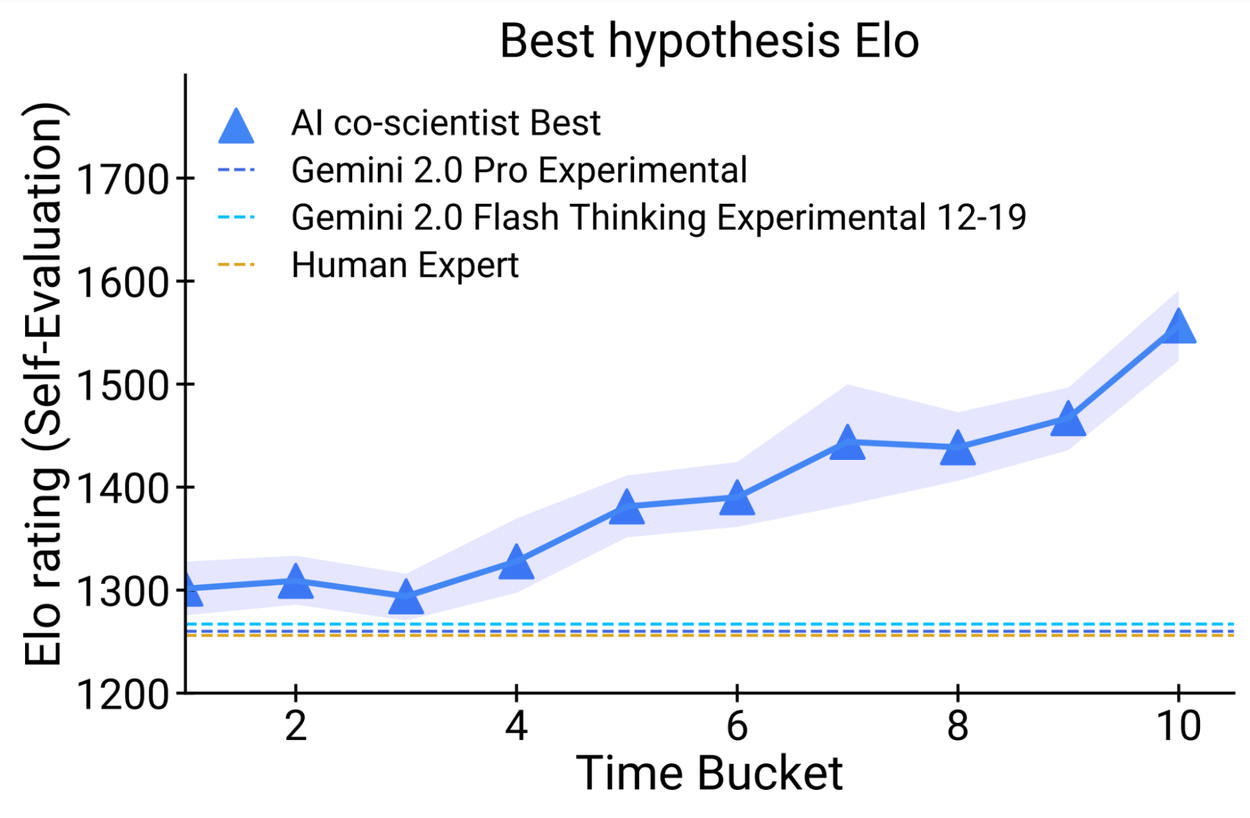 Best hypothesis Elo
AI co-scientist Best
Gemini 2.0 Pro Experimental
Gemini 2.0 Flash Thinking Experimental 12-19
Human Expert
Elo rating (Self-Evaluation)
1700
1600
1500
1400
1300
1200
2 4 6 8 10
Time Bucket